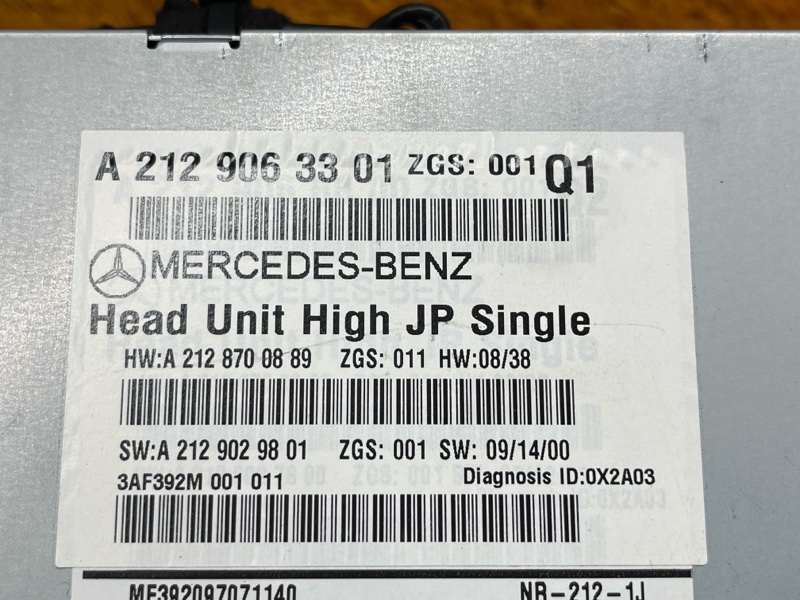 A 212 906 33 01 ZGS: 001 Q1
MERCEDES-BENZ
Head Unit High JP Single
HW:A 212 870 08 89 ZGS: 011 HW:08/38
SW:A 212 902 98 01 ZGS: 001 SW: 09/14/00
3AF392M 001 011 Diagnosis ID:0X2A03
MF392097071140 NR-212-1J